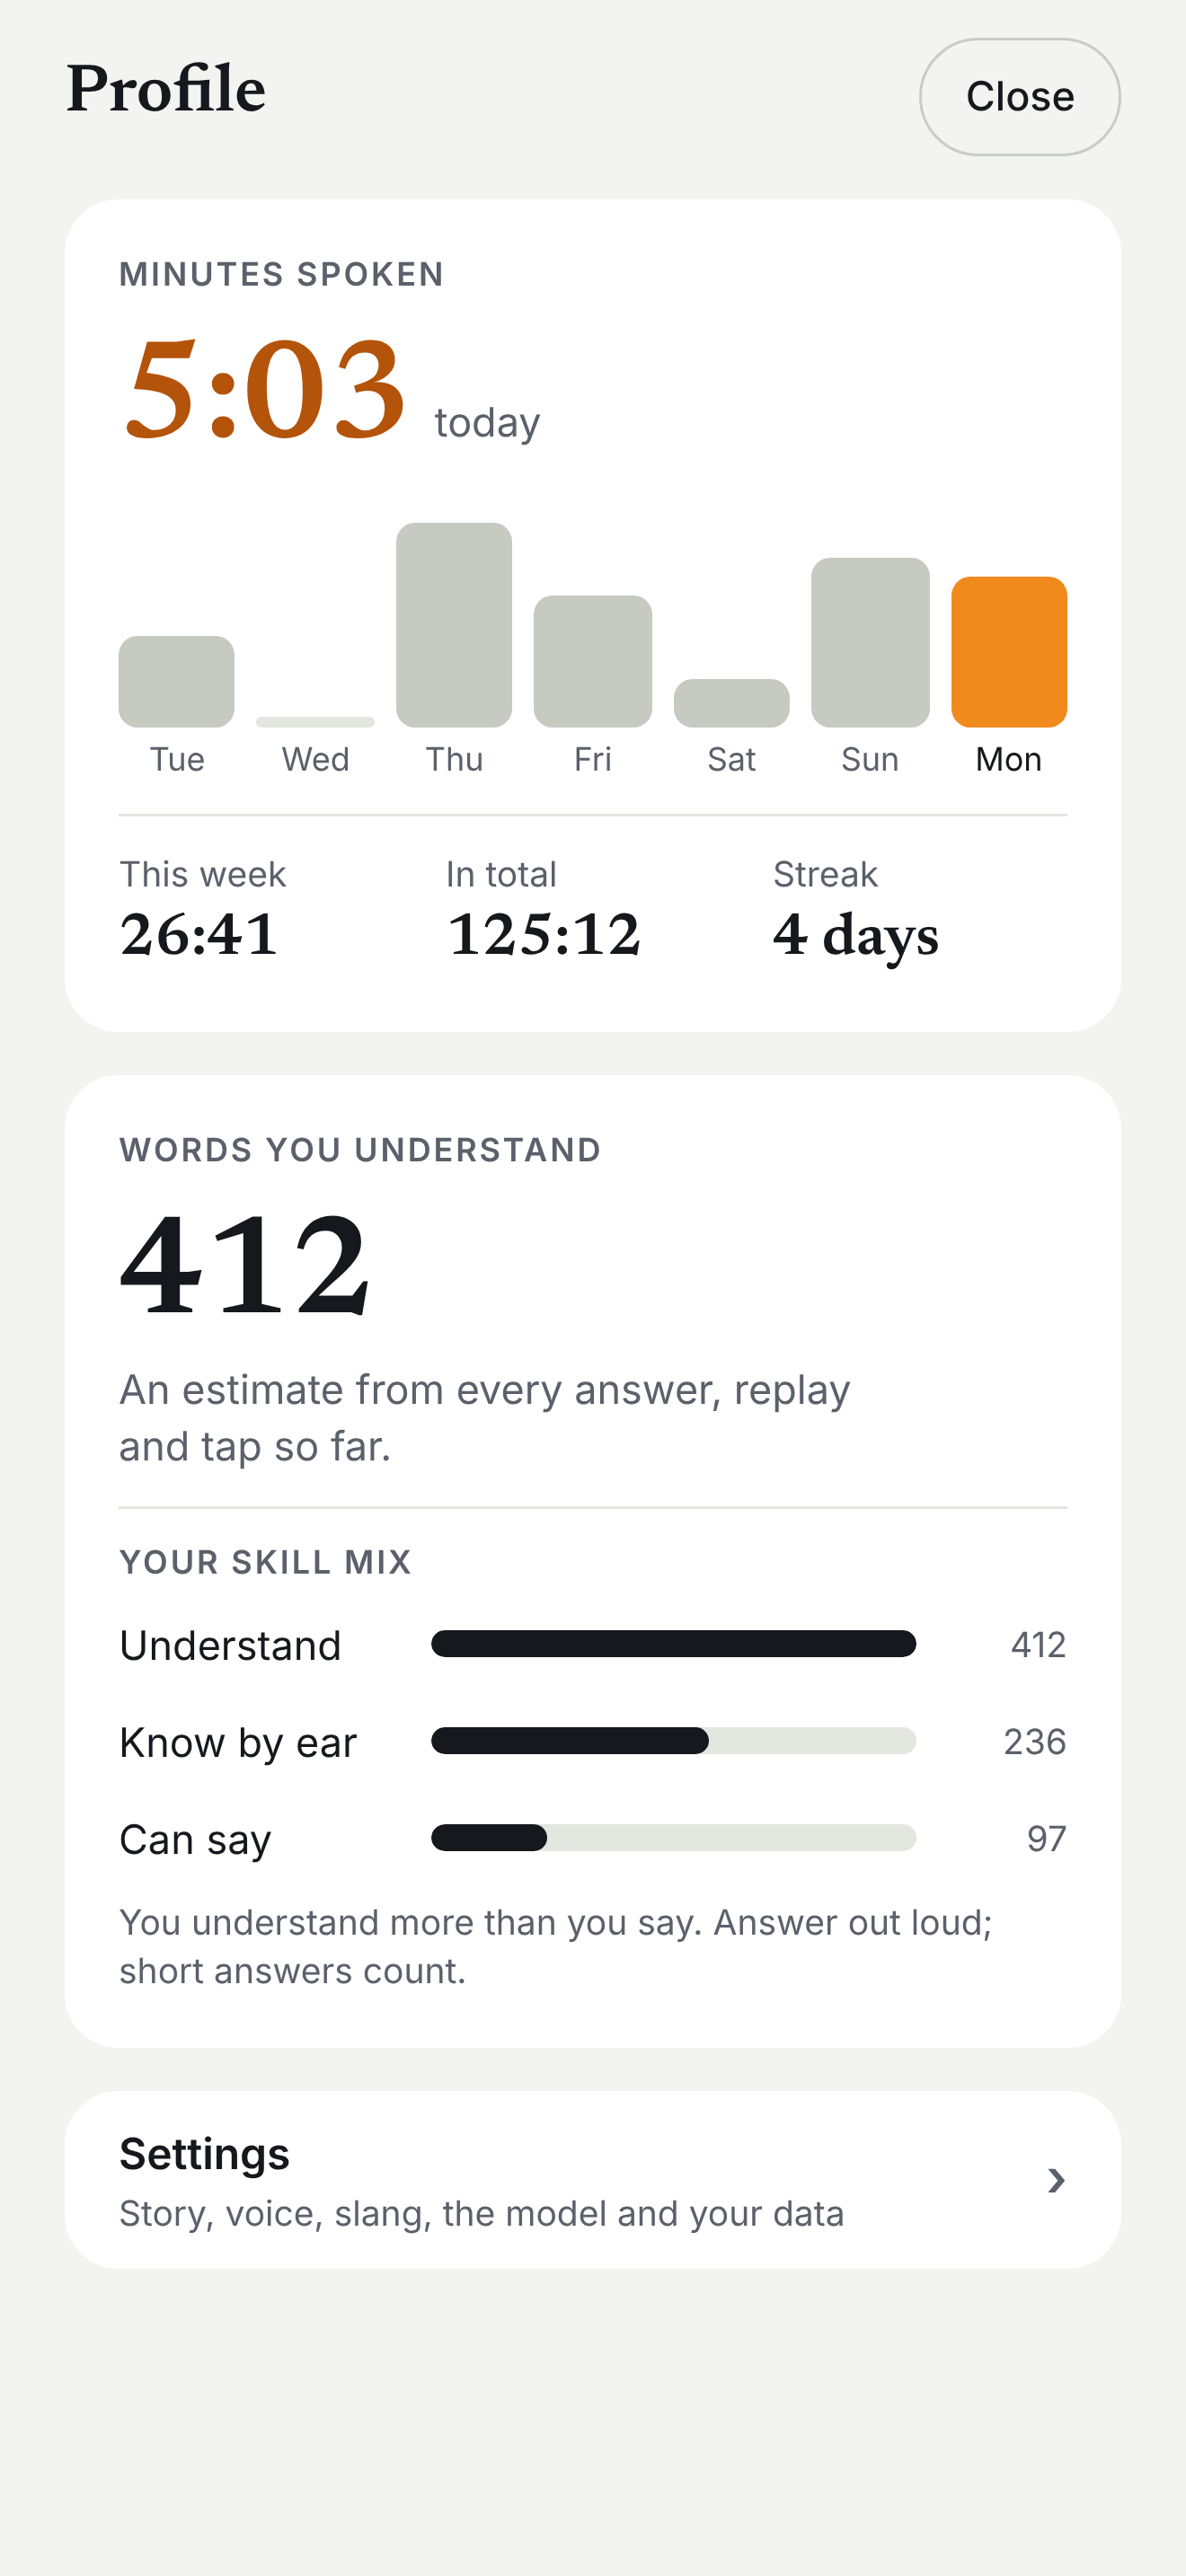 Profile
Close
MINUTES SPOKEN
5:03 today
Tue Wed Thu Fri Sat Sun Mon
This week In total Streak
26:41 125:12 4 days
WORDS YOU UNDERSTAND
412
An estimate from every answer, replay
and tap so far.
YOUR SKILL MIX
Understand 412
Know by ear 236
Can say 97
You understand more than you say. Answer out loud;
short answers count.
Settings
Story, voice, slang, the model and your data